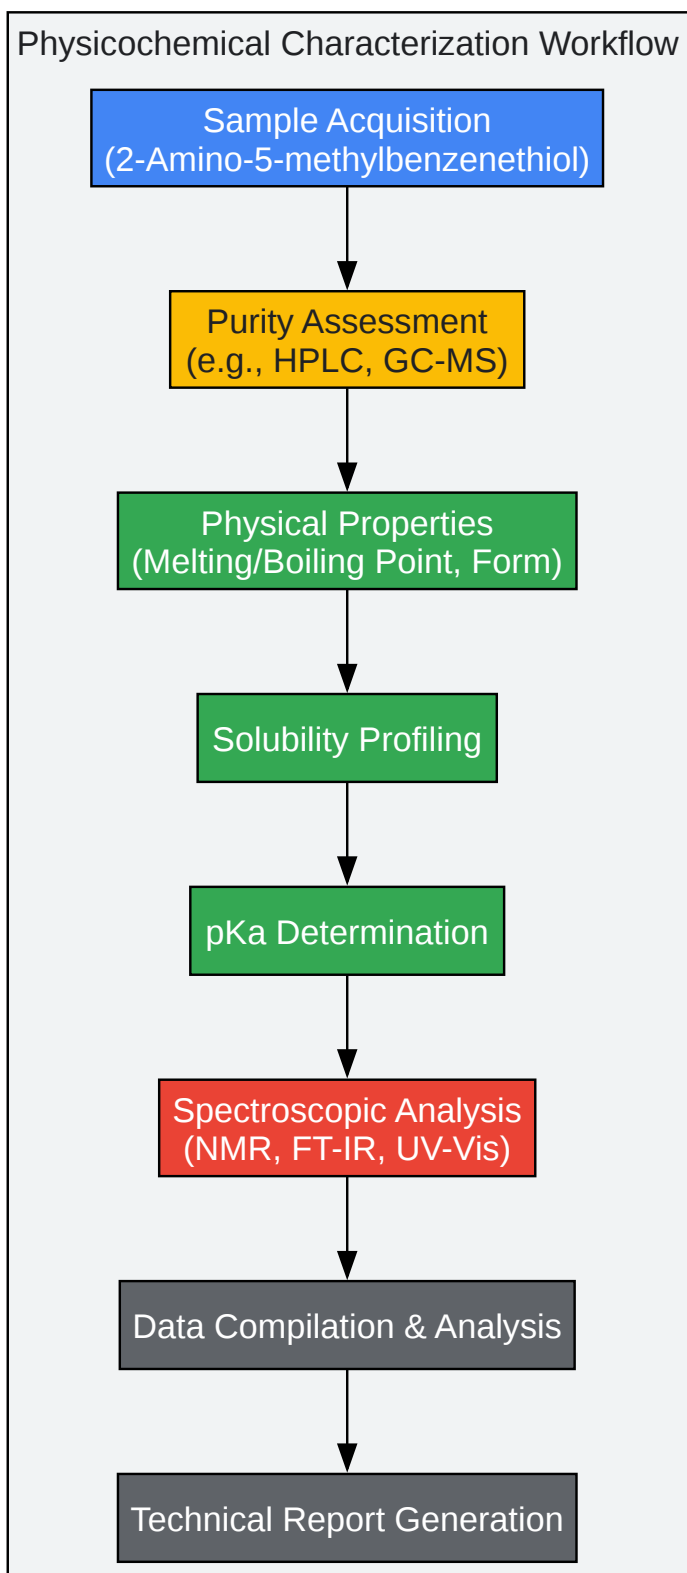 Physicochemical Characterization Workflow
Sample Acquisition
(2-Amino-5-methylbenzenethiol)
Purity Assessment
(e.g., HPLC, GC-MS)
Physical Properties
(Melting/Boiling Point, Form)
Solubility Profiling
pKa Determination
Spectroscopic Analysis
(NMR, FT-IR, UV-Vis)
Data Compilation & Analysis
Technical Report Generation